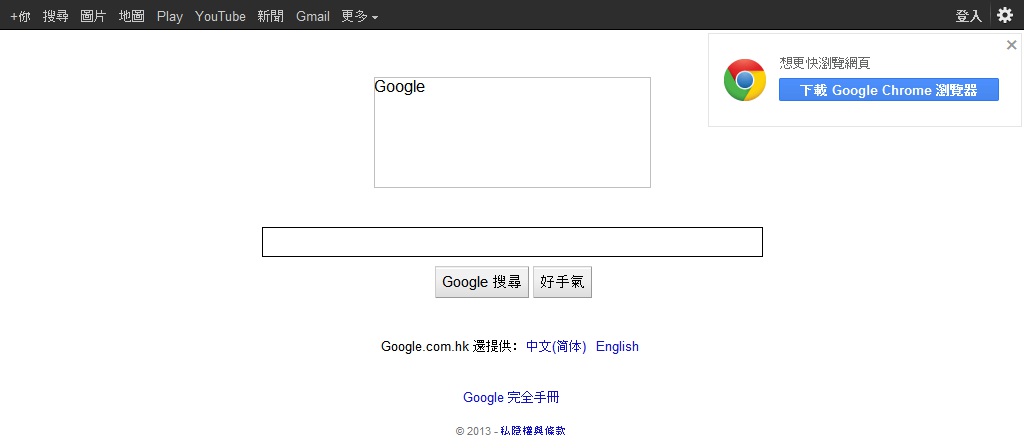 +你 搜尋 圖片 地圖 Play YouTube 新聞 Gmail 更多 登入
想更快瀏覽網頁
下載 Google Chrome 瀏覽器
Google
Google 搜尋 好手氣
Google.com.hk 還提供： 中文(简体) English
Google 完全手冊
© 2013 - 私隱權與條款